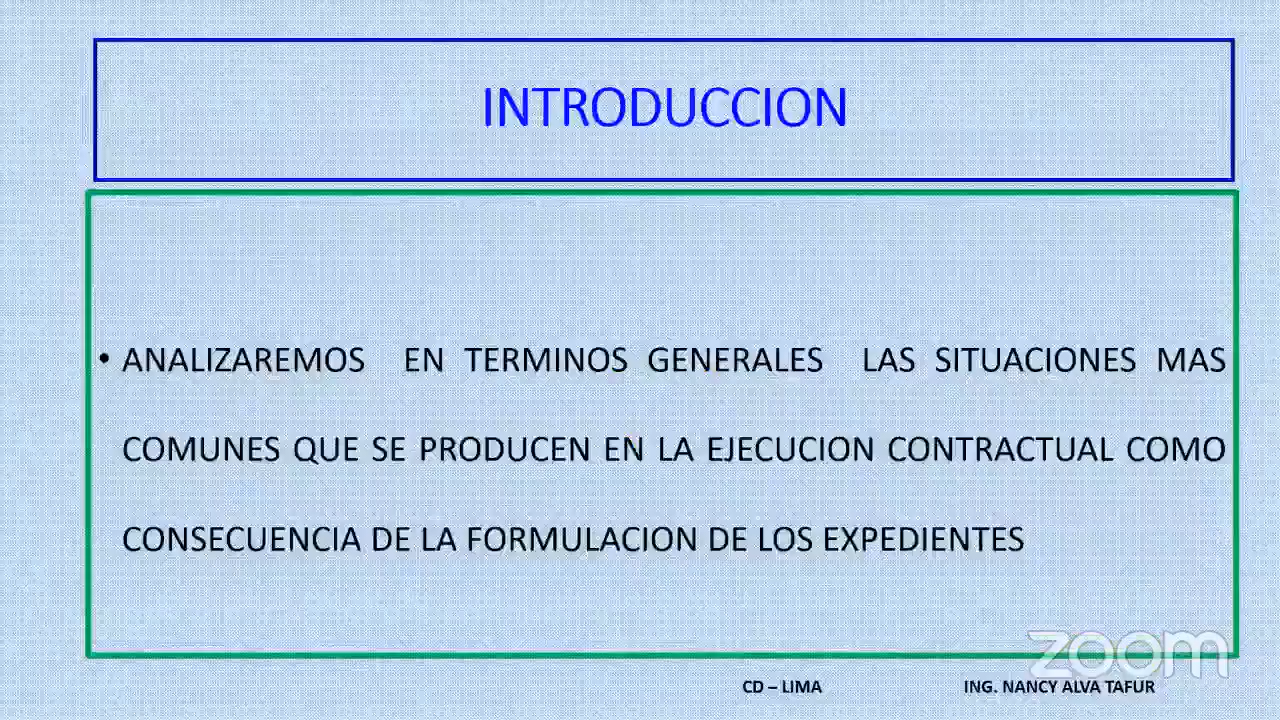 INTRODUCCION
• ANALIZAREMOS EN TERMINOS GENERALES LAS SITUACIONES MAS
COMUNES QUE SE PRODUCEN EN LA EJECUCION CONTRACTUAL COMO
CONSECUENCIA DE LA FORMULACION DE LOS EXPEDIENTES
zoom
CD – LIMA ING. NANCY ALVA TAFUR